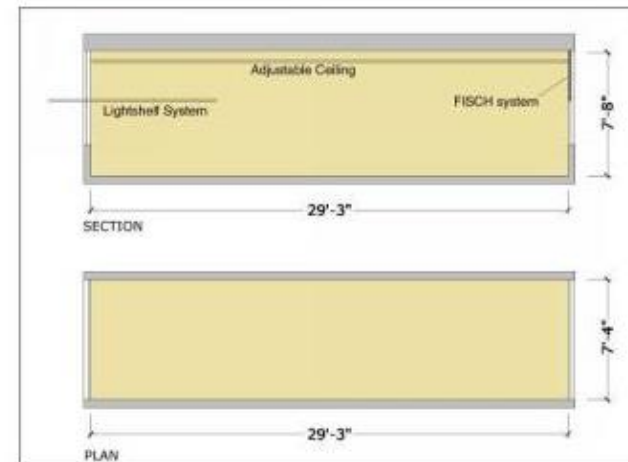 Adjustable Ceiling
Lightshelf System
FISCH system
7'-8"
29'-3"
SECTION
7'-4"
29'-3"
PLAN